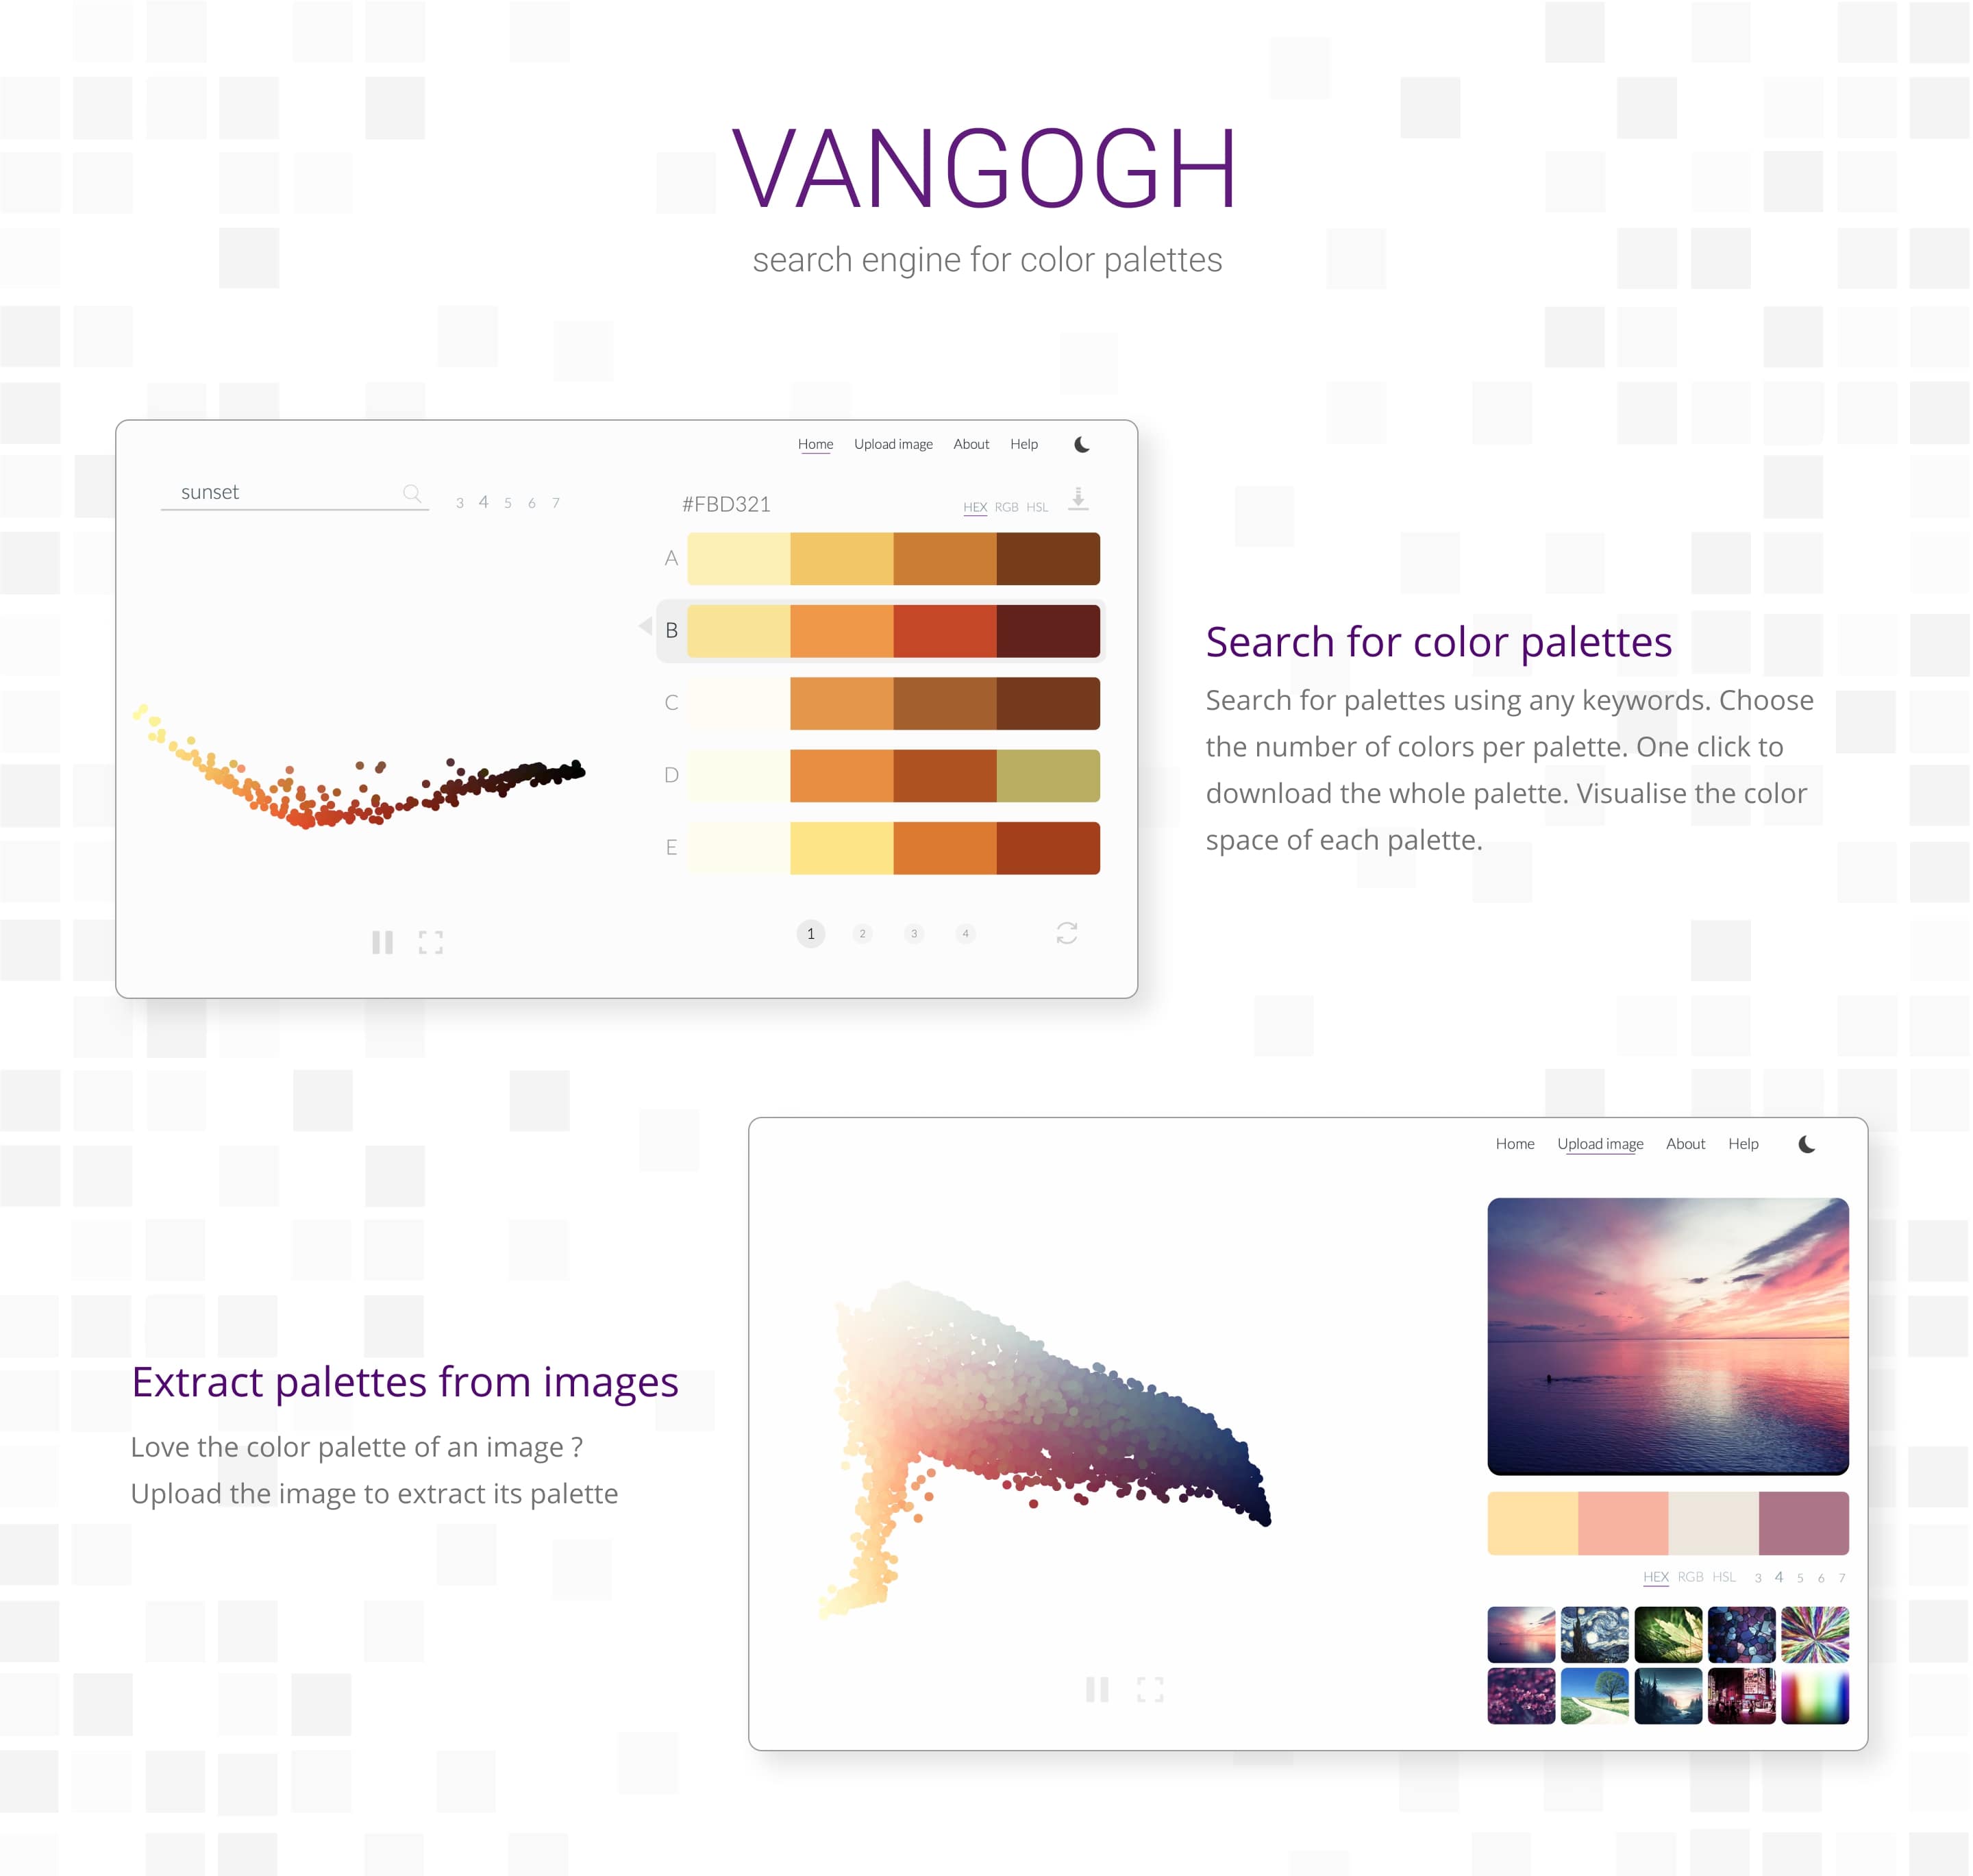 VANGOGH
search engine for color palettes
Home Upload image About Help
sunset
3 4 5 6 7
#FBD321
HEX RGB HSL
A
B
C
D
E
1 2 3 4
Search for color palettes
Search for palettes using any keywords. Choose
the number of colors per palette. One click to
download the whole palette. Visualise the color
space of each palette.
Home Upload image About Help
Extract palettes from images
Love the color palette of an image ?
Upload the image to extract its palette
HEX RGB HSL 3 4 5 6 7